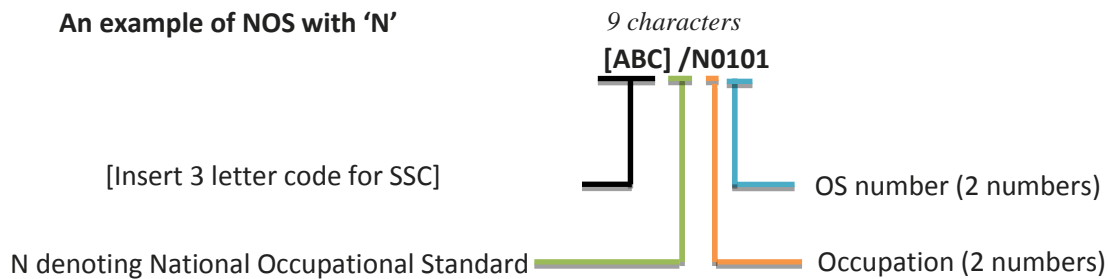 An example of NOS with ‘N’
9 characters
[ABC] /N0101
[Insert 3 letter code for SSC]
OS number (2 numbers)
N denoting National Occupational Standard
Occupation (2 numbers)